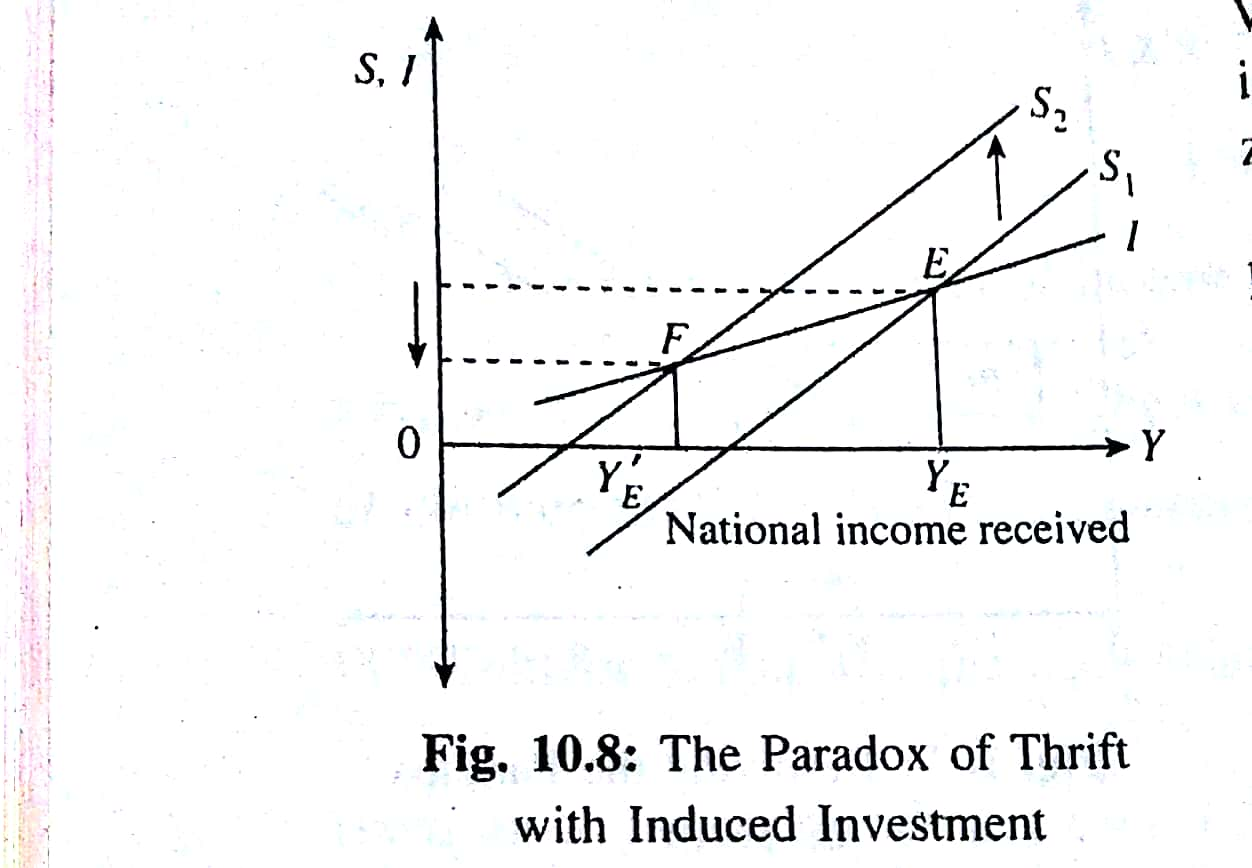 S, I
S₂
S₁
I
E
F
0
Y
Y′E
YE
National income received
Fig. 10.8: The Paradox of Thrift
with Induced Investment